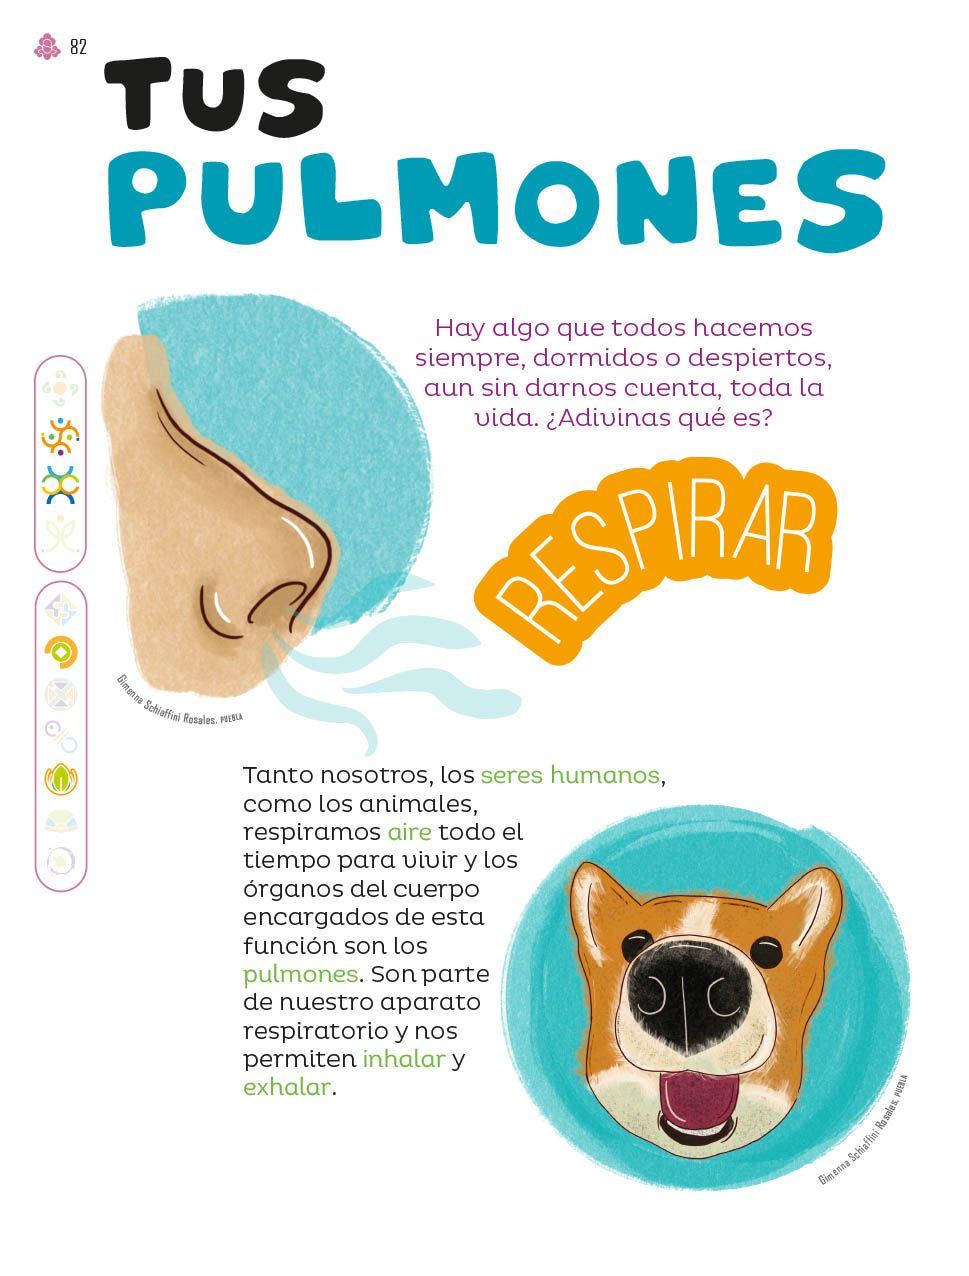 82
TUS
PULMONES
Hay algo que todos hacemos
siempre, dormidos o despiertos,
aun sin darnos cuenta, toda la
vida. ¿Adivinas qué es?
RESPIRAR
Gimenna Schiaffini Rosales. PUEBLA
Tanto nosotros, los seres humanos,
como los animales,
respiramos aire todo el
tiempo para vivir y los
órganos del cuerpo
encargados de esta
función son los
pulmones. Son parte
de nuestro aparato
respiratorio y nos
permiten inhalar y
exhalar.
Gimenna Schiaffini Rosales. PUEBLA